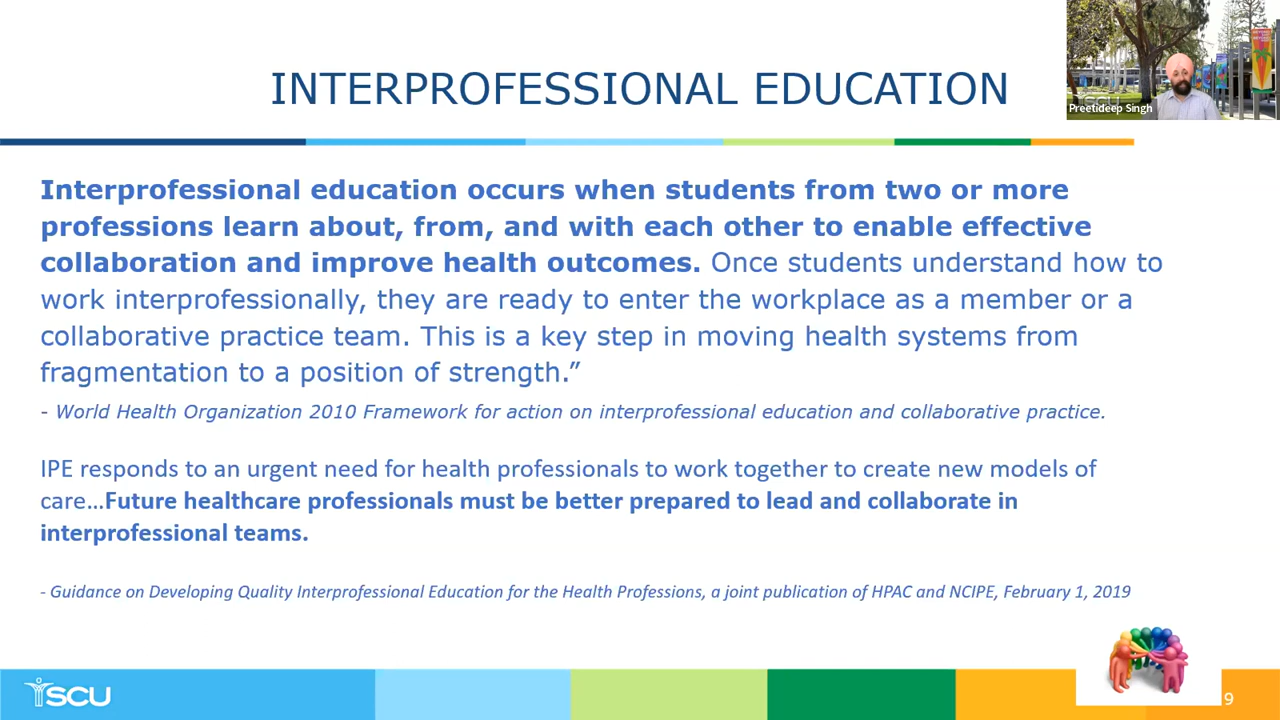 INTERPROFESSIONAL EDUCATION
Preetideep Singh
Interprofessional education occurs when students from two or more
professions learn about, from, and with each other to enable effective
collaboration and improve health outcomes. Once students understand how to
work interprofessionally, they are ready to enter the workplace as a member or a
collaborative practice team. This is a key step in moving health systems from
fragmentation to a position of strength.”
- World Health Organization 2010 Framework for action on interprofessional education and collaborative practice.
IPE responds to an urgent need for health professionals to work together to create new models of
care…Future healthcare professionals must be better prepared to lead and collaborate in
interprofessional teams.
- Guidance on Developing Quality Interprofessional Education for the Health Professions, a joint publication of HPAC and NCIPE, February 1, 2019
SCU
9